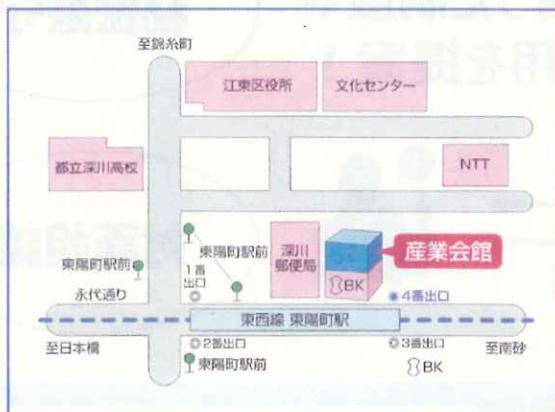 至錦糸町
江東区役所
文化センター
都立深川高校
NTT
東陽町駅前
東陽町駅前
1番
出口
深川
郵便局
産業会館
BK
永代通り
4番出口
東西線 東陽町駅
至日本橋
2番出口
3番出口
至南砂
東陽町駅前
BK